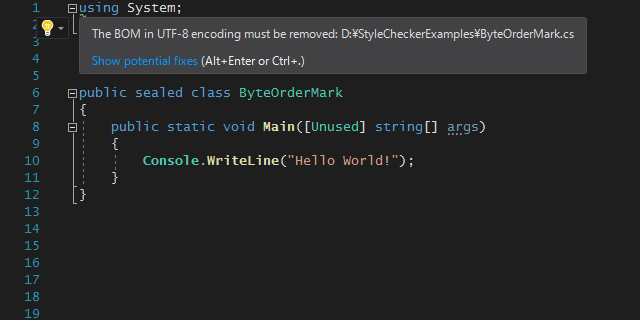 1 using System;
2
The BOM in UTF-8 encoding must be removed: D:¥StyleCheckerExamples¥ByteOrderMark.cs
3
4
Show potential fixes (Alt+Enter or Ctrl+.)
5
6 public sealed class ByteOrderMark
7 {
8 public static void Main([Unused] string[] args)
9 {
10 Console.WriteLine("Hello World!");
11 }
12 }
13
14
15
16
17
18
19